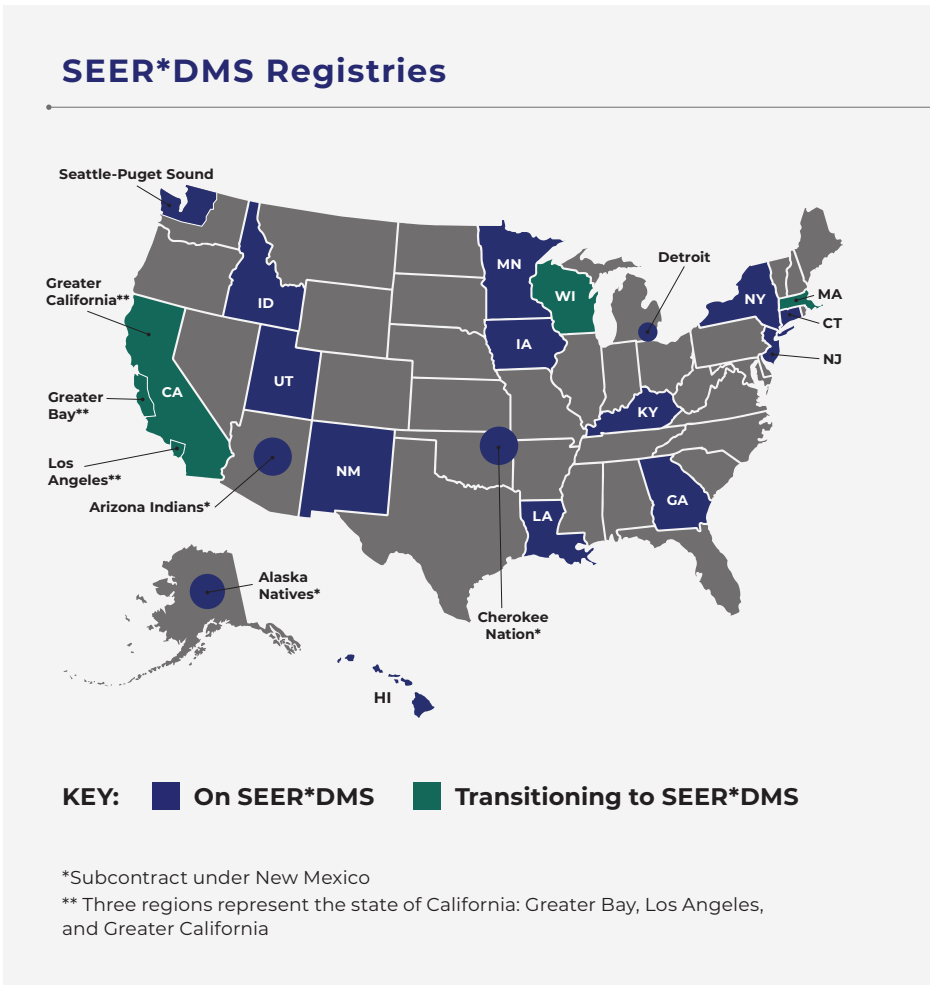 SEER*DMS Registries
Seattle-Puget Sound
MN
Detroit
Greater
California**
ID
WI
NY
MA
CT
IA
NJ
UT
CA
Greater
Bay**
KY
Los
Angeles**
NM
GA
Arizona Indians*
LA
Alaska
Natives*
Cherokee
Nation*
HI
KEY:
On SEER*DMS
Transitioning to SEER*DMS
*Subcontract under New Mexico
** Three regions represent the state of California: Greater Bay, Los Angeles,
and Greater California